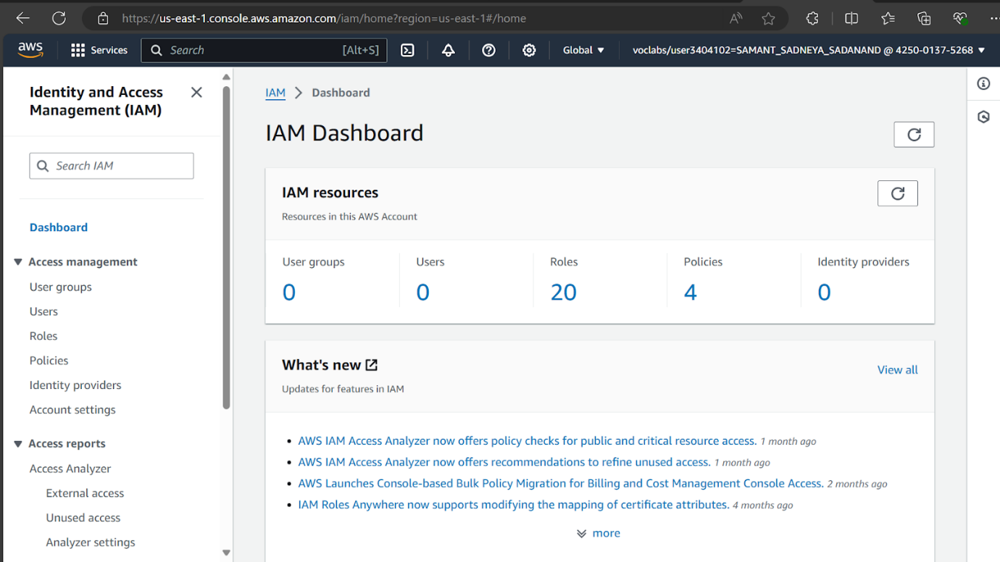 https://us-east-1.console.aws.amazon.com/iam/home?region=us-east-1#/home
aws Services Search [Alt+S] Global voclabs/user3404102=SAMANT_SADNEYA_SADANAND @ 4250-0137-5268
Identity and Access
Management (IAM)
Search IAM
Dashboard
Access management
User groups
Users
Roles
Policies
Identity providers
Account settings
Access reports
Access Analyzer
External access
Unused access
Analyzer settings
IAM > Dashboard
IAM Dashboard
IAM resources
Resources in this AWS Account
User groups
0
Users
0
Roles
20
Policies
4
Identity providers
0
What's new
View all
Updates for features in IAM
AWS IAM Access Analyzer now offers policy checks for public and critical resource access. 1 month ago
AWS IAM Access Analyzer now offers recommendations to refine unused access. 1 month ago
AWS Launches Console-based Bulk Policy Migration for Billing and Cost Management Console Access. 2 months ago
IAM Roles Anywhere now supports modifying the mapping of certificate attributes. 4 months ago
more